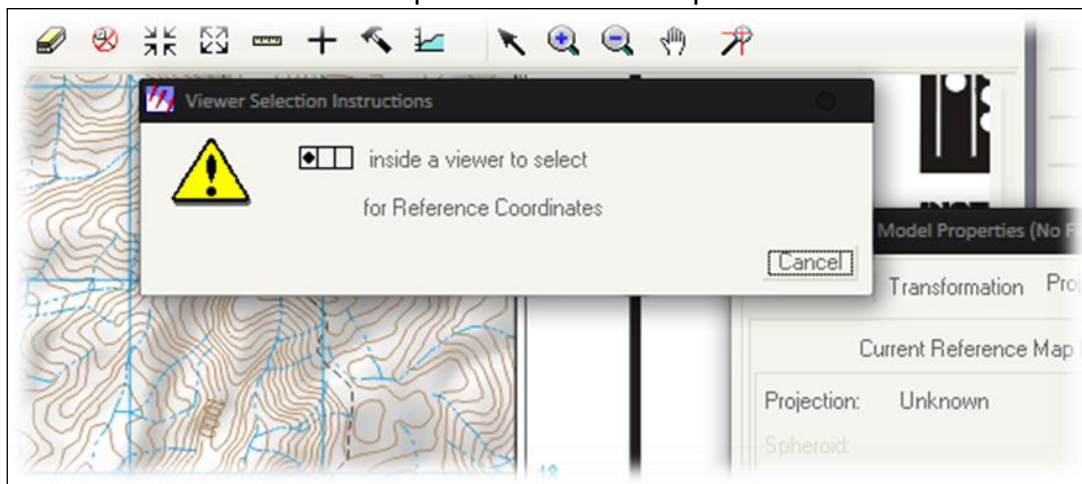 Viewer Selection Instructions
inside a viewer to select
for Reference Coordinates
Cancel
Model Properties (No
Transformation
Current Reference Map
Projection: Unknown
Spheroid:
18